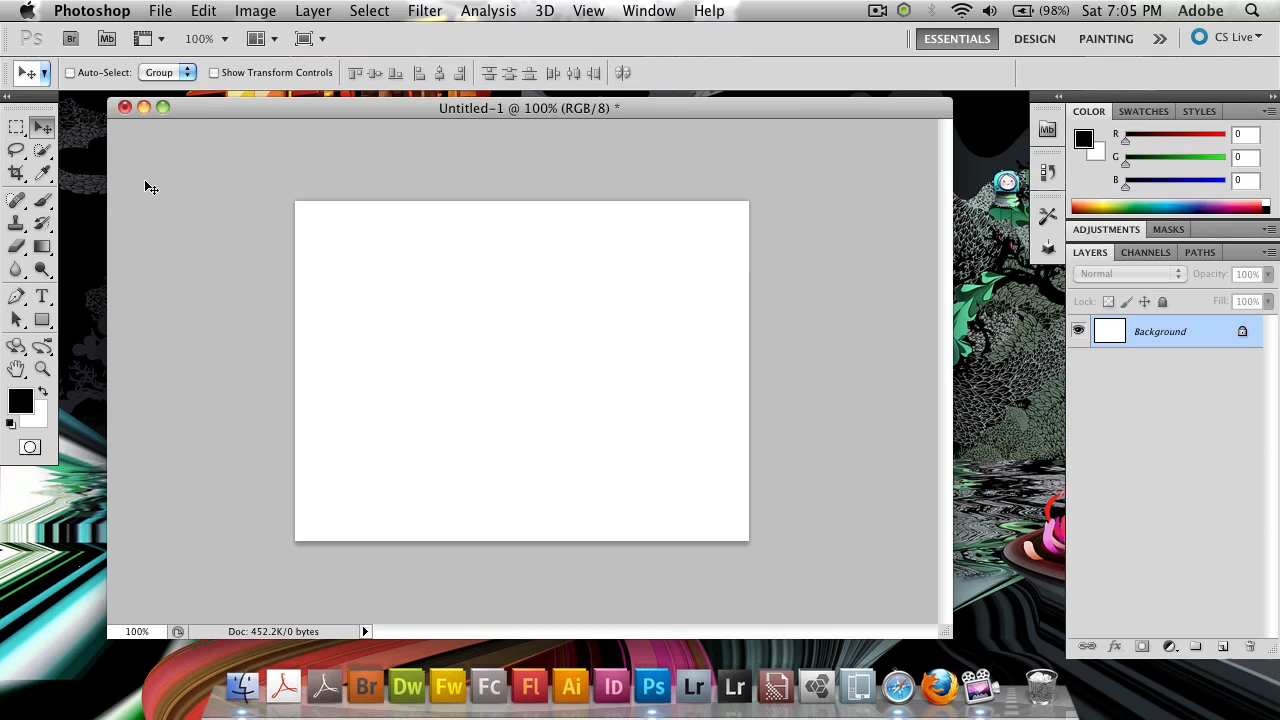 Photoshop File Edit Image Layer Select Filter Analysis 3D View Window Help (98%) Sat 7:05 PM Adobe
Ps Br Mb 100% ESSENTIALS DESIGN PAINTING CS Live
Auto-Select: Group Show Transform Controls
Untitled-1 @ 100% (RGB/8) *
Mb
COLOR SWATCHES STYLES
R 0
G 0
B 0
ADJUSTMENTS MASKS
LAYERS CHANNELS PATHS
Normal Opacity: 100%
Lock: Fill: 100%
Background
T
100% Doc: 452.2K/0 bytes
fx
Br Dw Fw Fc Fl Ai Id Ps Lr Lr